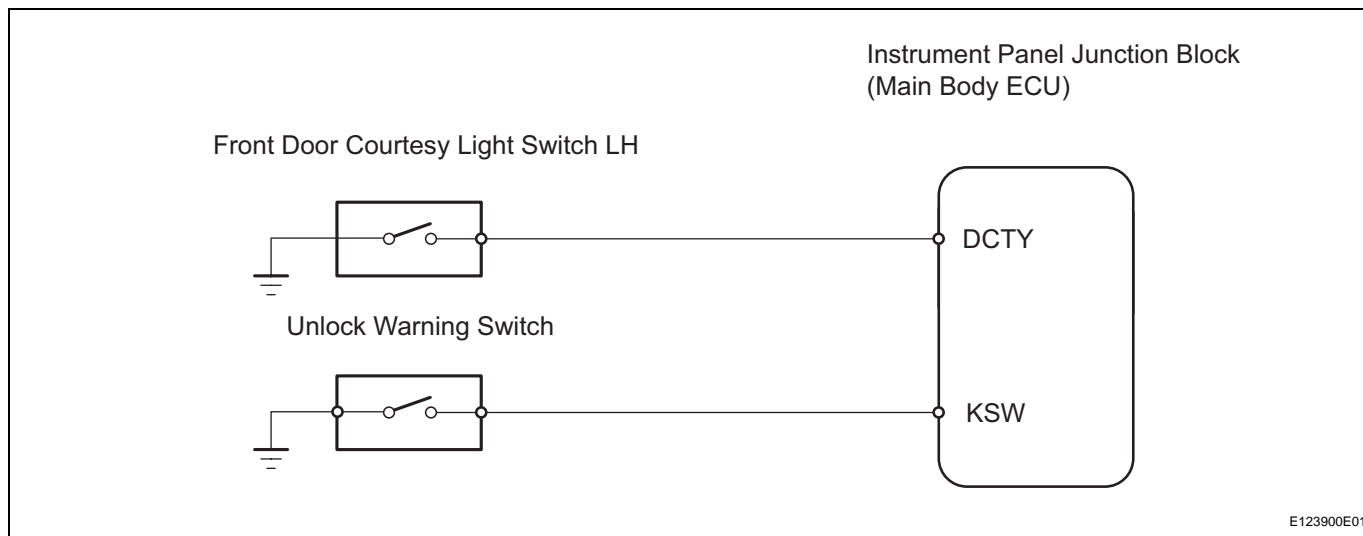 Instrument Panel Junction Block
(Main Body ECU)
Front Door Courtesy Light Switch LH
DCTY
Unlock Warning Switch
KSW
E123900E01